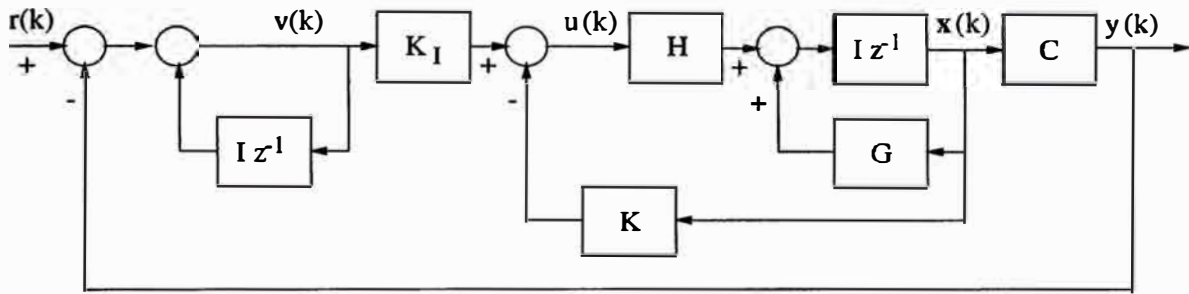 r(k) v(k) K_I u(k) H I z⁻¹ x(k) C y(k)
+ + + 
- - +
I z⁻¹ G
K